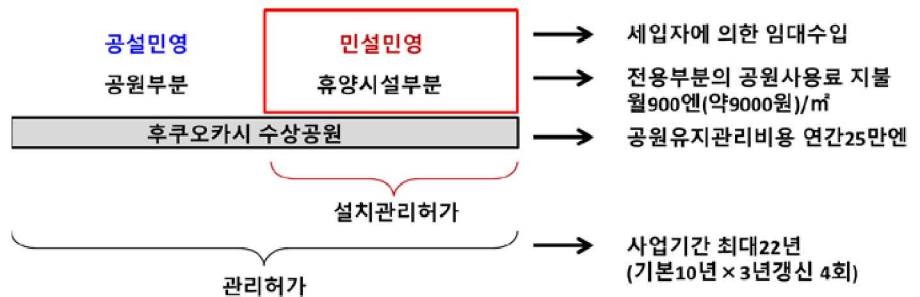 공설민영
공원부분
민설민영
휴양시설부분
후쿠오카시 수상공원
설치관리허가
관리허가
세입자에 의한 임대수입
전용부분의 공원사용료 지불
월900엔(약9000원)/㎡
공원유지관리비용 연간25만엔
사업기간 최대22년
(기본10년×3년갱신 4회)